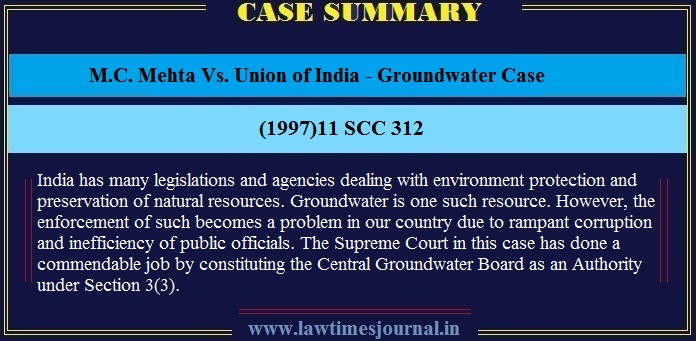 CASE SUMMARY
M.C. Mehta Vs. Union of India - Groundwater Case
(1997)11 SCC 312
India has many legislations and agencies dealing with environment protection and
preservation of natural resources. Groundwater is one such resource. However, the
enforcement of such becomes a problem in our country due to rampant corruption
and inefficiency of public officials. The Supreme Court in this case has done a
commendable job by constituting the Central Groundwater Board as an Authority
under Section 3(3).
www.lawtimesjournal.in